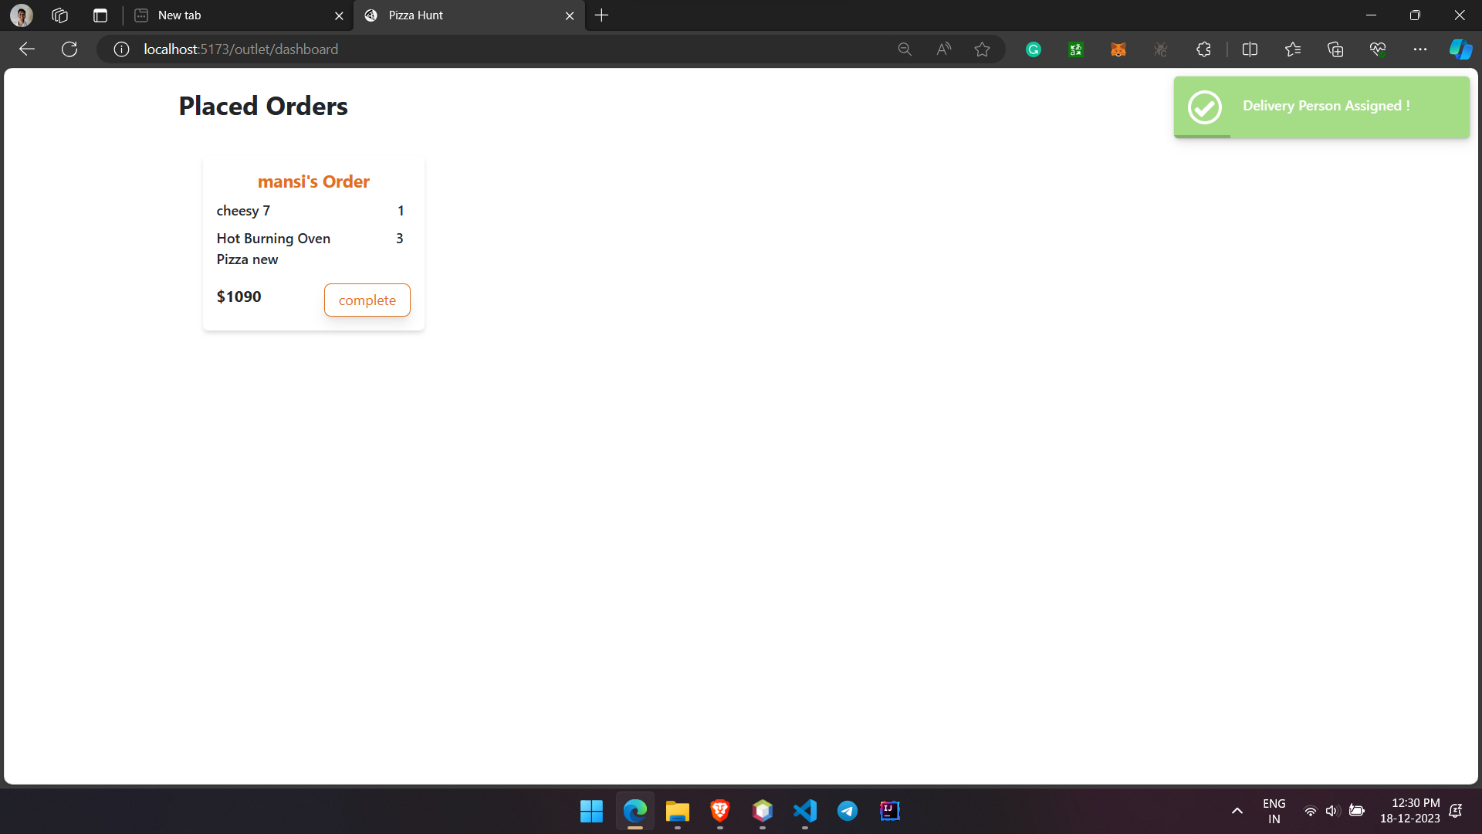 New tab
Pizza Hunt
localhost:5173/outlet/dashboard
Placed Orders
Delivery Person Assigned !
mansi's Order
cheesy 7 1
Hot Burning Oven 3
Pizza new
$1090 complete
ENG
IN
12:30 PM
18-12-2023